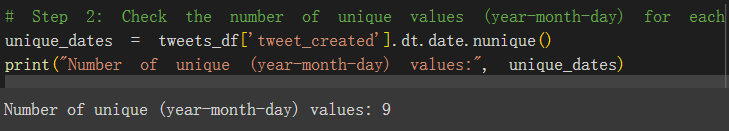 # Step 2: Check the number of unique values (year-month-day) for each
unique_dates = tweets_df['tweet_created'].dt.date.nunique()
print("Number of unique (year-month-day) values:", unique_dates)
Number of unique (year-month-day) values: 9